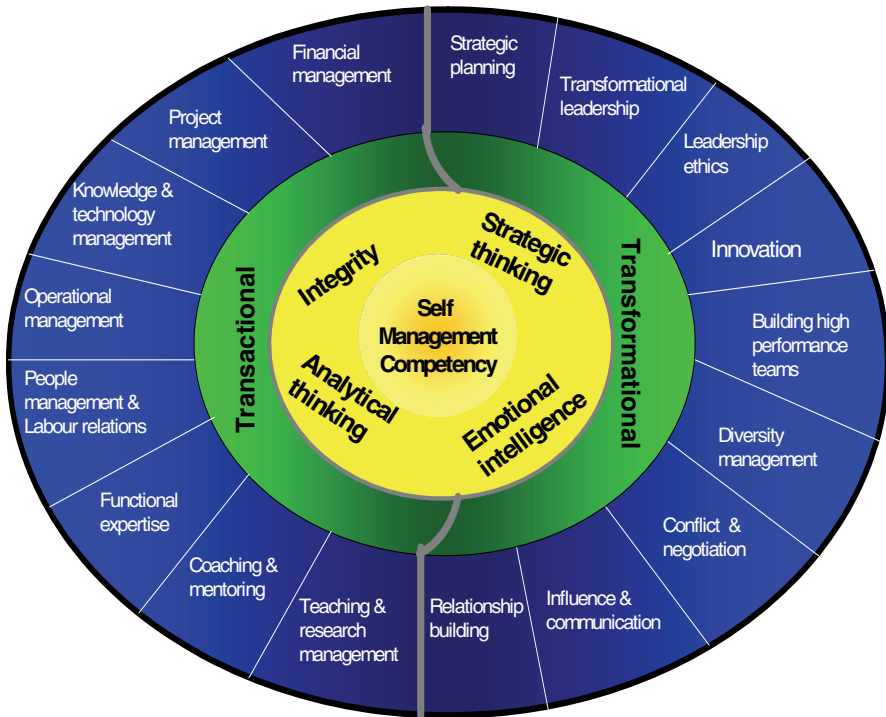 Financial
management
Strategic
planning
Transformational
leadership
Leadership
ethics
Innovation
Building high
performance
teams
Diversity
management
Conflict &
negotiation
Influence &
communication
Relationship
building
Teaching &
research
management
Coaching &
mentoring
Functional
expertise
People
management &
Labour relations
Operational
management
Knowledge &
technology
management
Project
management
Transactional
Transformational
Integrity
Strategic
thinking
Self
Management
Competency
Analytical
thinking
Emotional
intelligence